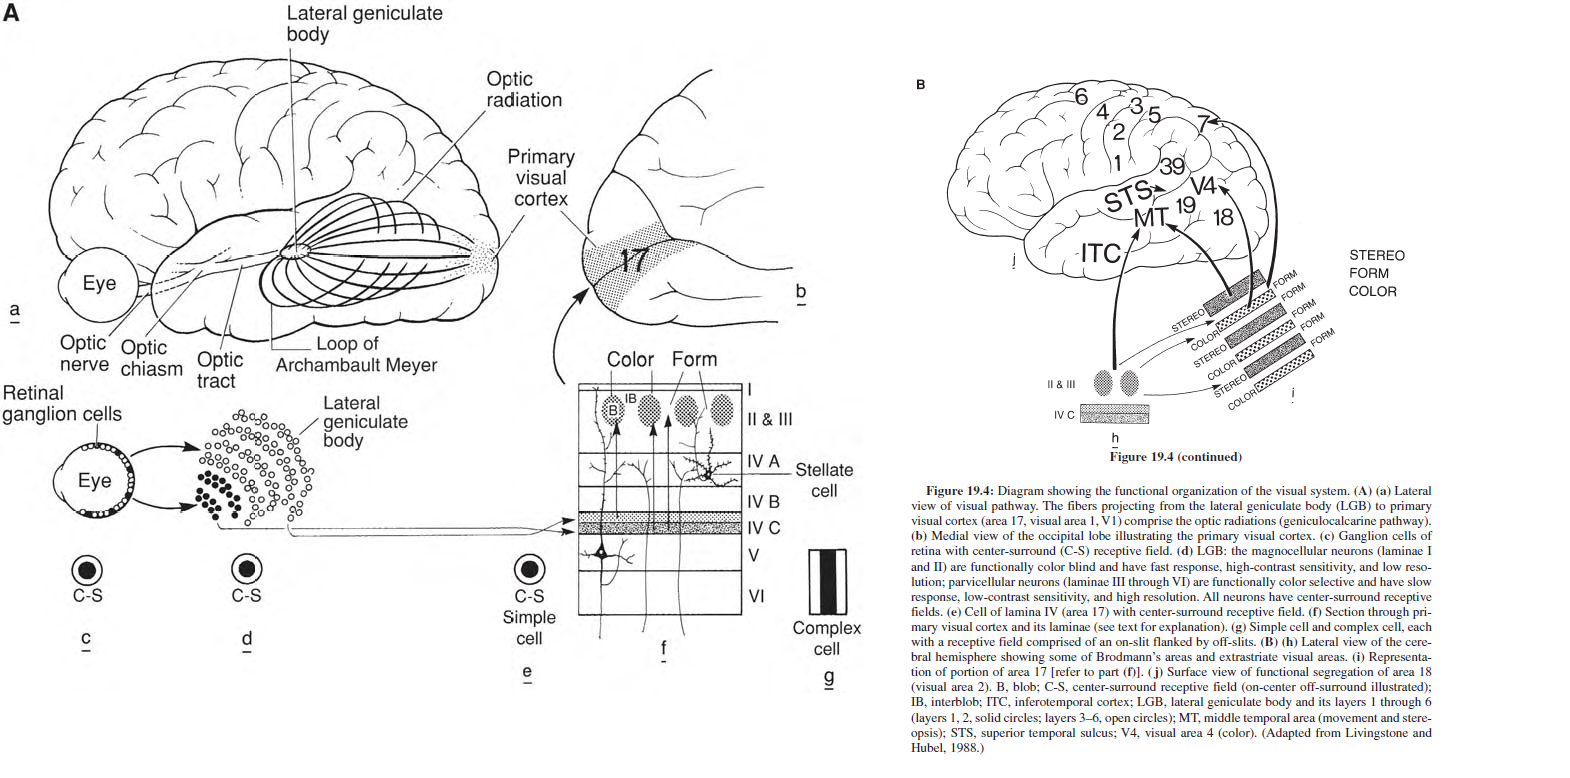 A
Lateral geniculate
body
Optic
radiation
Primary
visual
cortex
Eye
17
a
b
Optic
nerve
Optic
chiasm
Optic
tract
Loop of
Archambault Meyer
Retinal
ganglion cells
Lateral
geniculate
body
Color
Form
Eye
B
IB
I
II & III
IV A
IV B
IV C
V
VI
Stellate
cell
C-S
C-S
C-S
Simple
cell
Complex
cell
c
d
e
f
g
B
6
4
3
5
7
2
1
39
STS
V4
MT
19
18
ITC
j
STEREO
FORM
COLOR
STEREO
FORM
COLOR
FORM
STEREO
FORM
COLOR
FORM
STEREO
COLOR
II & III
IV C
i
h
Figure 19.4 (continued)
Figure 19.4: Diagram showing the functional organization of the visual system. (A) (a) Lateral
view of visual pathway. The fibers projecting from the lateral geniculate body (LGB) to primary
visual cortex (area 17, visual area 1, V1) comprise the optic radiations (geniculocalcarine pathway).
(b) Medial view of the occipital lobe illustrating the primary visual cortex. (c) Ganglion cells of
retina with center-surround (C-S) receptive field. (d) LGB: the magnocellular neurons (laminae I
and II) are functionally color blind and have fast response, high-contrast sensitivity, and low reso-
lution; parvicellular neurons (laminae III through VI) are functionally color selective and have slow
response, low-contrast sensitivity, and high resolution. All neurons have center-surround receptive
fields. (e) Cell of lamina IV (area 17) with center-surround receptive field. (f) Section through pri-
mary visual cortex and its laminae (see text for explanation). (g) Simple cell and complex cell, each
with a receptive field comprised of an on-slit flanked by off-slits. (B) (h) Lateral view of the cere-
bral hemisphere showing some of Brodmann's areas and extrastriate visual areas. (i) Representa-
tion of portion of area 17 [refer to part (f)]. (j) Surface view of functional segregation of area 18
(visual area 2). B, blob; C-S, center-surround receptive field (on-center off-surround illustrated);
IB, interblob; ITC, inferotemporal cortex; LGB, lateral geniculate body and its layers 1 through 6
(layers 1, 2, solid circles; layers 3–6, open circles); MT, middle temporal area (movement and stere-
opsis); STS, superior temporal sulcus; V4, visual area 4 (color). (Adapted from Livingstone and
Hubel, 1988.)